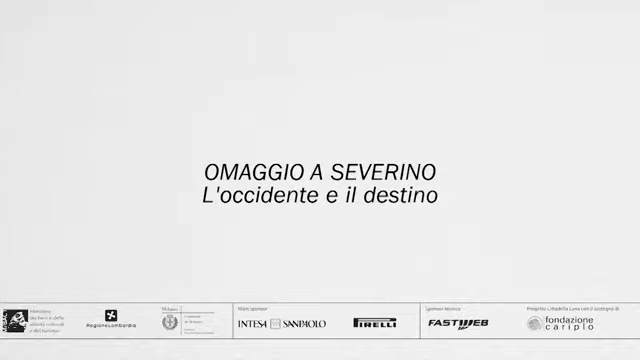 OMAGGIO A SEVERINO
L'occidente e il destino
RegioneLombardia
Milano
Main sponsor
INTESA SANPAOLO
PIRELLI
Sponsor tecnico
FASTWEB
Progetto Cittadella Luna con il sostegno di
fondazione
cariplo